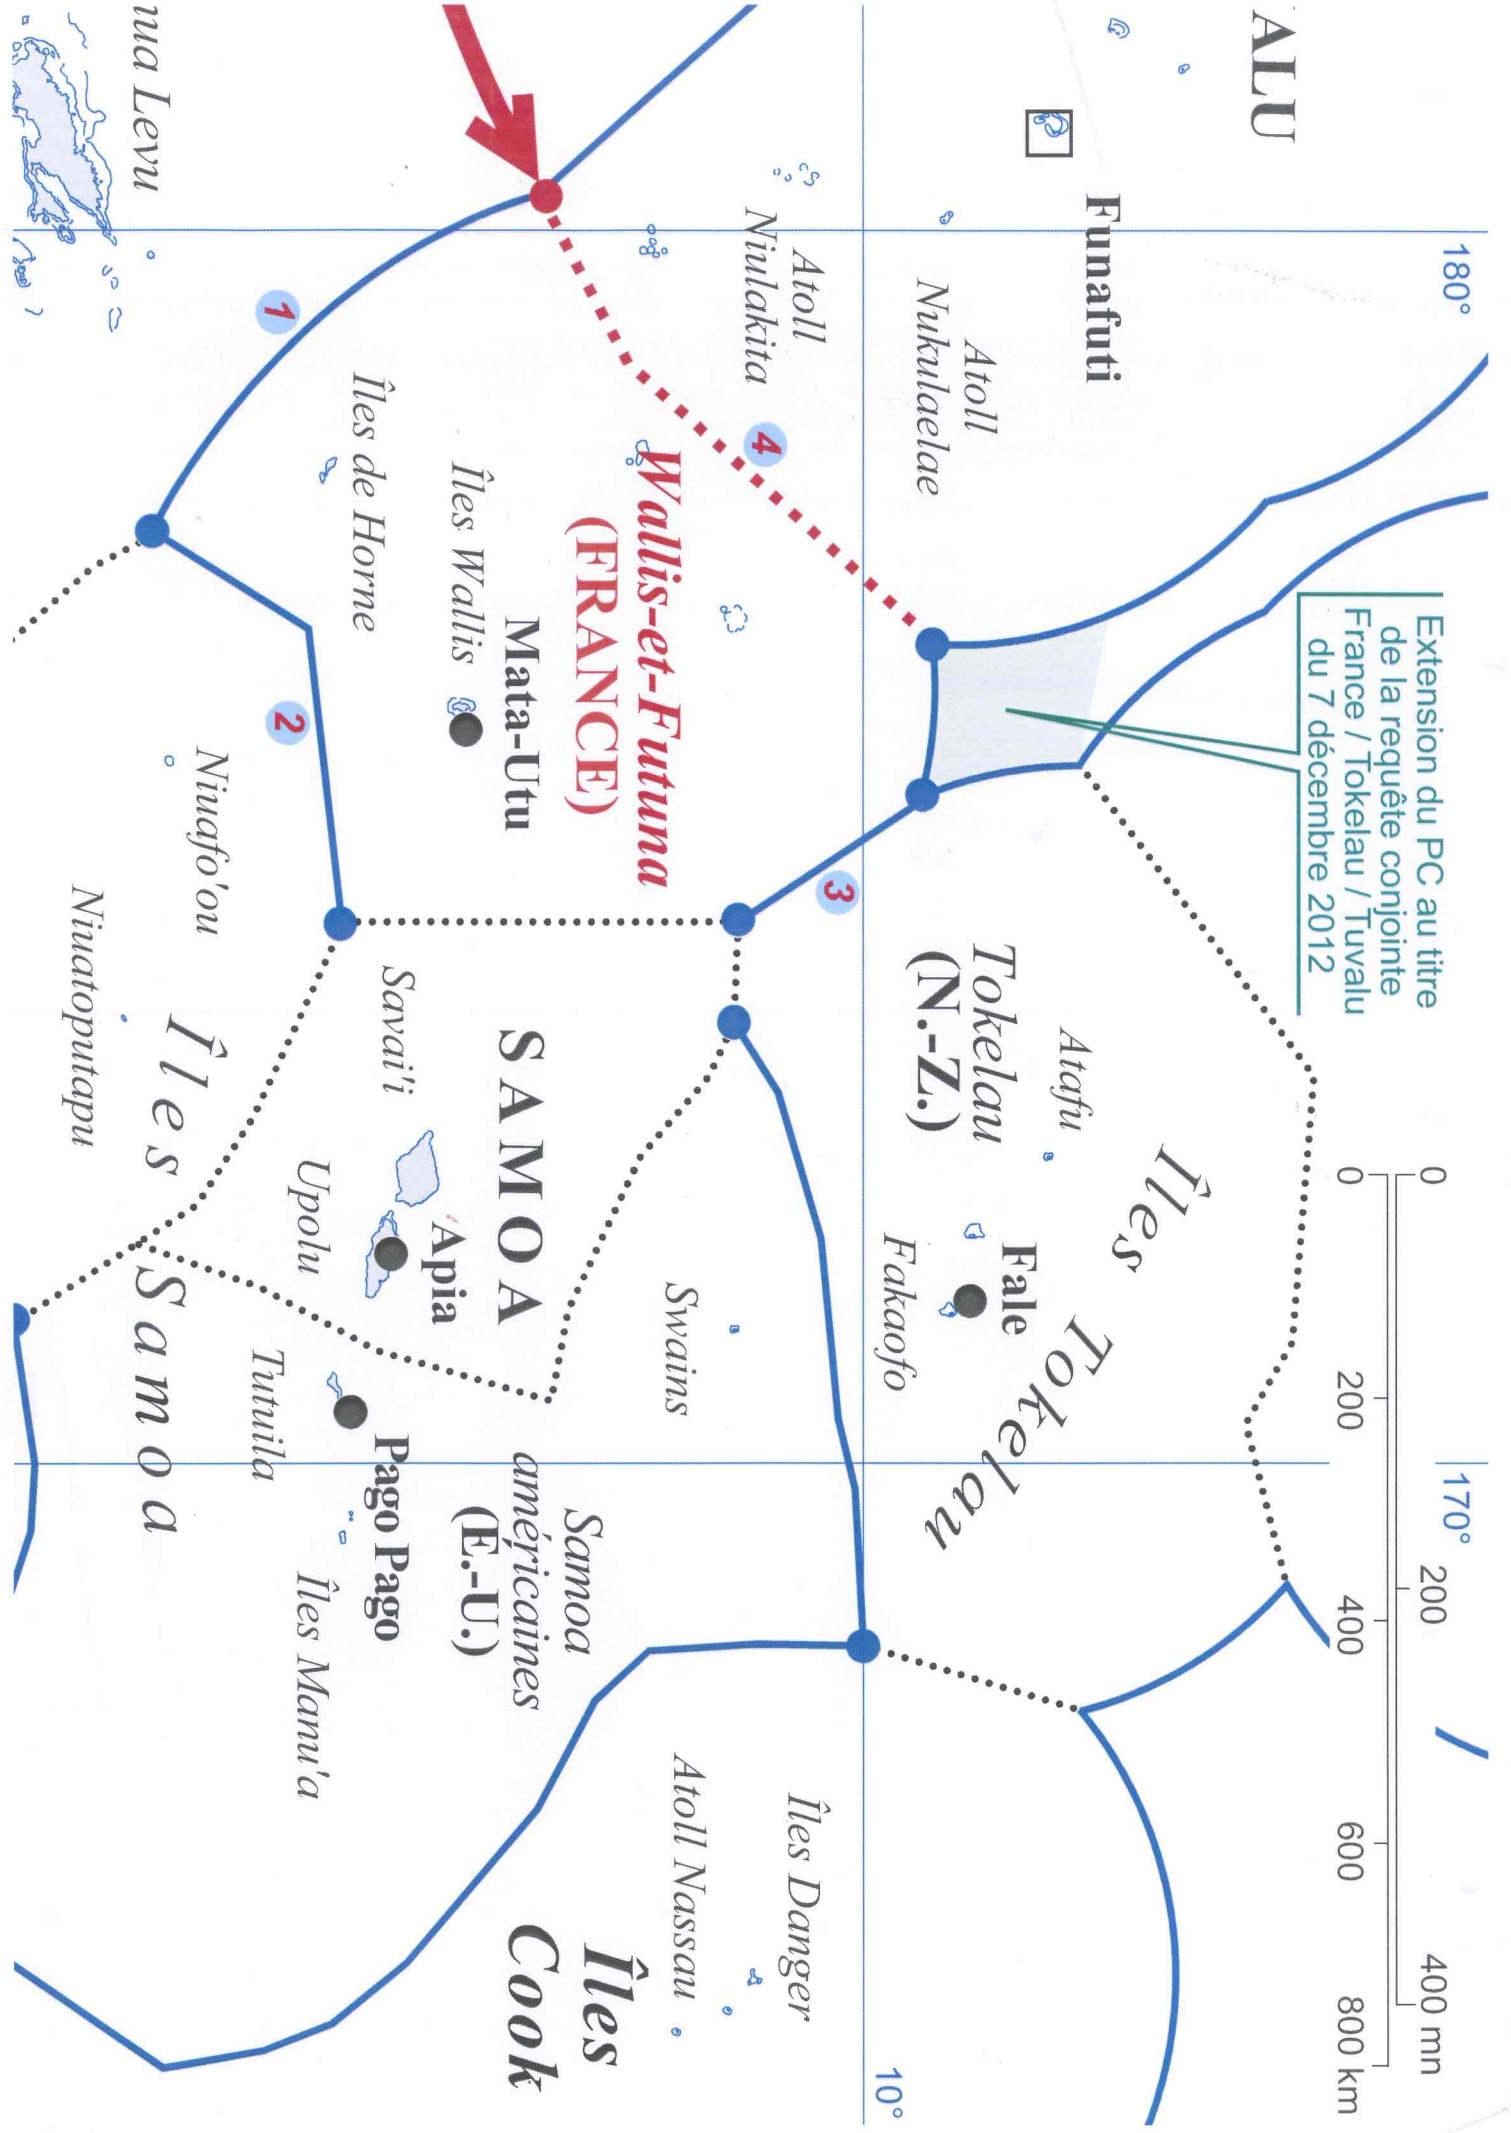 180°
170°
10°
0
200
400 mn
0
200
400
600
800 km
ALU
Extension du PC au titre
de la requête conjointe
France / Tokelau / Tuvalu
du 7 décembre 2012
Funafuti
Atoll
Nukulaelae
Atoll
Niulakita
Îles
Tokelau
Atafu
Tokelau
(N.-Z.)
Fale
Fakaofo
3
4
Îles Danger
Atoll Nassau
Îles
Cook
Wallis-et-Futuna
(FRANCE)
Mata-Utu
Îles Wallis
Îles de Horne
Swains
SAMOA
Samoa
américaines
(E.-U.)
'Apia
Savai'i
Upolu
Pago Pago
Îles Manu'a
Tutuila
1
2
Niuafo'ou
Îles
Samoa
nua Levu
Niuatoputapu